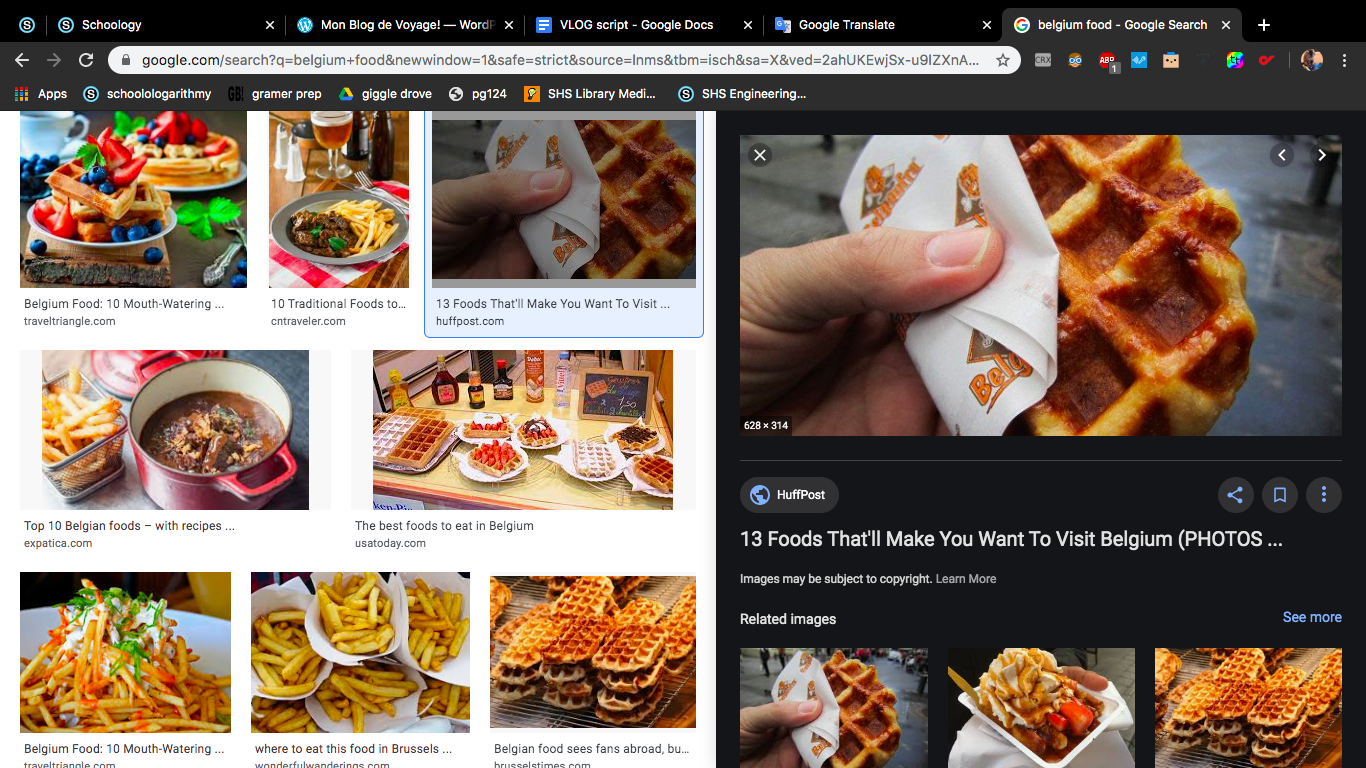 Schoology
Mon Blog de Voyage! — WordP
VLOG script - Google Docs
Google Translate
belgium food - Google Search
google.com/search?q=belgium+food&newwindow=1&safe=strict&source=lnms&tbm=isch&sa=X&ved=2ahUKEwjSx-u9lZXnA...
CRX
ABP
1
Apps
schoolologarithmy
GB!
gramer prep
giggle drove
pg124
SHS Library Medi...
SHS Engineering...
Belgium Food: 10 Mouth-Watering ...
traveltriangle.com
10 Traditional Foods to...
cntraveler.com
13 Foods That'll Make You Want To Visit ...
huffpost.com
Top 10 Belgian foods – with recipes ...
expatica.com
The best foods to eat in Belgium
usatoday.com
Belgium Food: 10 Mouth-Watering ...
traveltriangle.com
where to eat this food in Brussels ...
wonderfulwanderings.com
Belgian food sees fans abroad, bu...
brusselstimes.com
Belg
628 × 314
HuffPost
13 Foods That'll Make You Want To Visit Belgium (PHOTOS ...
Images may be subject to copyright. Learn More
Related images
See more